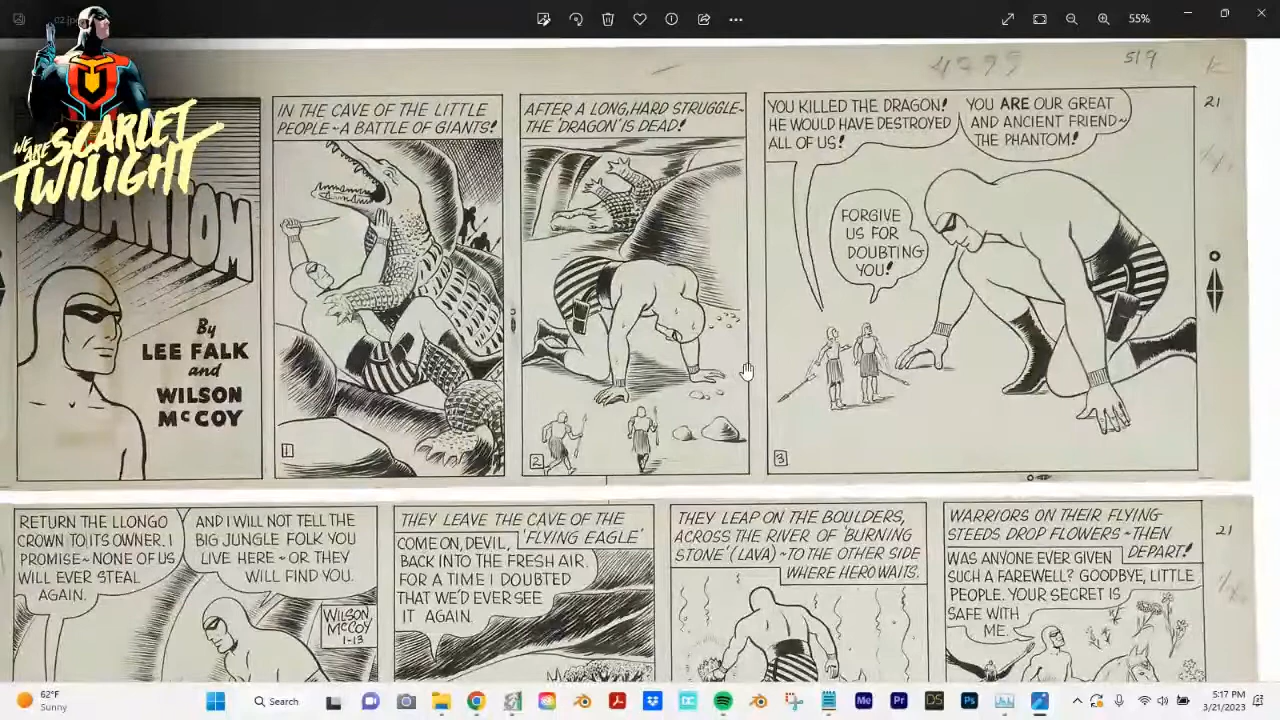 02.jpg
55%
WE ARE
SCARLET
TWILIGHT
4995
519
21
PHANTOM
By
LEE FALK
and
WILSON
McCOY
IN THE CAVE OF THE LITTLE
PEOPLE~A BATTLE OF GIANTS!
1
AFTER A LONG, HARD STRUGGLE~
THE 'DRAGON' IS DEAD!
2
YOU KILLED THE DRAGON!
HE WOULD HAVE DESTROYED
ALL OF US!
YOU ARE OUR GREAT
AND ANCIENT FRIEND~
THE PHANTOM!
FORGIVE
US FOR
DOUBTING
YOU!
3
RETURN THE LLONGO
CROWN TO ITS OWNER. I
PROMISE~NONE OF US
WILL EVER STEAL
AGAIN.
AND I WILL NOT TELL THE
BIG JUNGLE FOLK YOU
LIVE HERE~OR THEY
WILL FIND YOU.
WILSON
McCOY
1-13
THEY LEAVE THE CAVE OF THE
'FLYING EAGLE'
COME ON, DEVIL,
BACK INTO THE FRESH AIR.
FOR A TIME I DOUBTED
THAT WE'D EVER SEE
IT AGAIN.
THEY LEAP ON THE BOULDERS,
ACROSS THE RIVER OF 'BURNING
STONE' (LAVA)~TO THE OTHER SIDE
WHERE HERO WAITS.
WARRIORS ON THEIR FLYING
STEEDS DROP FLOWERS~THEN
DEPART!
WAS ANYONE EVER GIVEN
SUCH A FAREWELL? GOODBYE, LITTLE
PEOPLE. YOUR SECRET IS
SAFE WITH
ME.
21
62°F
Sunny
Search
5:17 PM
3/21/2023